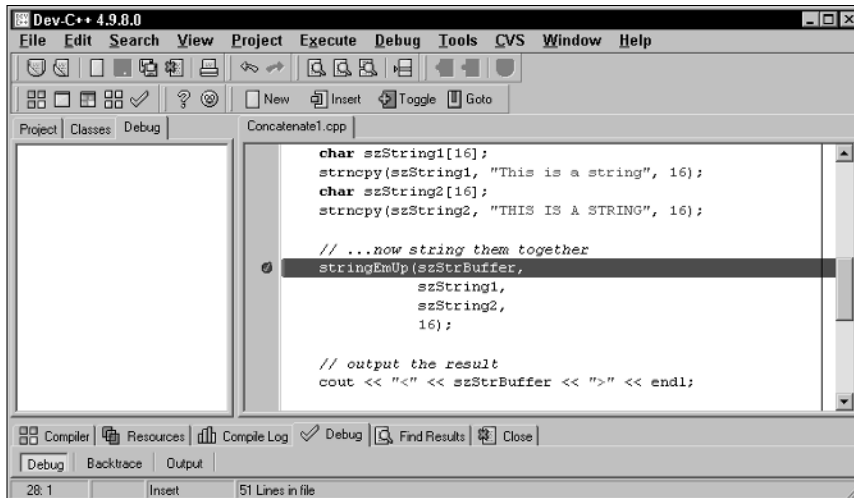 Dev-C++ 4.9.8.0
File Edit Search View Project Execute Debug Tools CVS Window Help
New Insert Toggle Goto
Project Classes Debug
Concatenate1.cpp
char szString1[16];
strncpy(szString1, "This is a string", 16);
char szString2[16];
strncpy(szString2, "THIS IS A STRING", 16);
// ...now string them together
stringEmUp(szStrBuffer,
szString1,
szString2,
16);
// output the result
cout << "<" << szStrBuffer << ">" << endl;
Compiler Resources Compile Log Debug Find Results Close
Debug Backtrace Output
28: 1 Insert 51 Lines in file